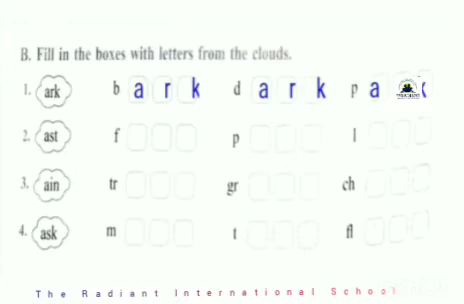 B. Fill in the boxes with letters from the clouds.
1. ark b a r k d a r k p a k
2. ast f p l
3. ain tr gr ch
4. ask m t fl
The Radiant International School